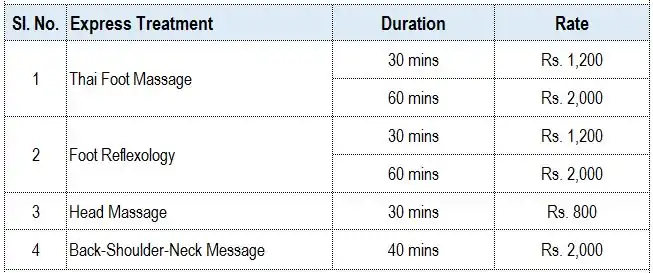 Sl. No. Express Treatment Duration Rate
1 Thai Foot Massage 30 mins Rs. 1,200
60 mins Rs. 2,000
2 Foot Reflexology 30 mins Rs. 1,200
60 mins Rs. 2,000
3 Head Massage 30 mins Rs. 800
4 Back-Shoulder-Neck Message 40 mins Rs. 2,000